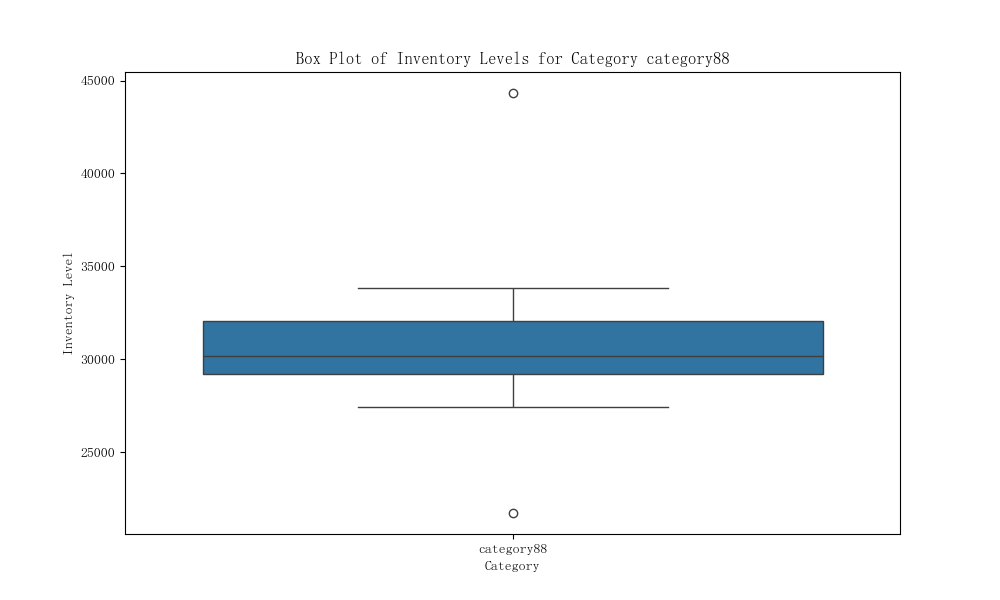 Box Plot of Inventory Levels for Category category88
45000
40000
35000
30000
25000
Inventory Level
category88
Category